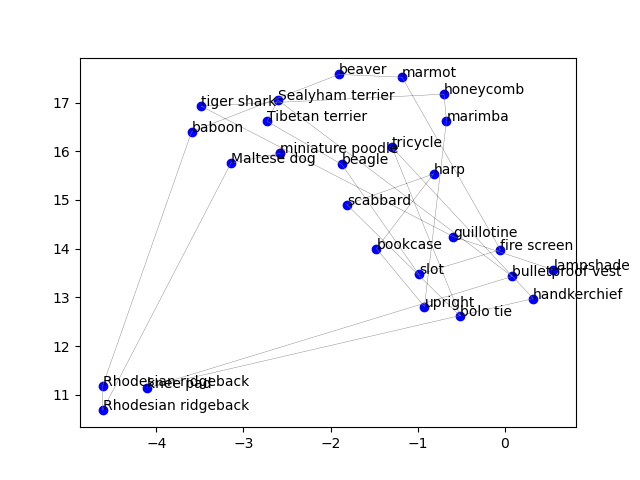 beaver
marmot
honeycomb
Sealyham terrier
tiger shark
17
Tibetan terrier
marimba
baboon
tricycle
miniature poodle
16
Maltese dog
beagle
harp
15
scabbard
guillotine
bookcase
fire screen
14
lampshade
slot
bulletproof vest
13
handkerchief
upright
bolo tie
12
Rhodesian ridgeback
knee pad
11
Rhodesian ridgeback
−4
−3
−2
−1
0